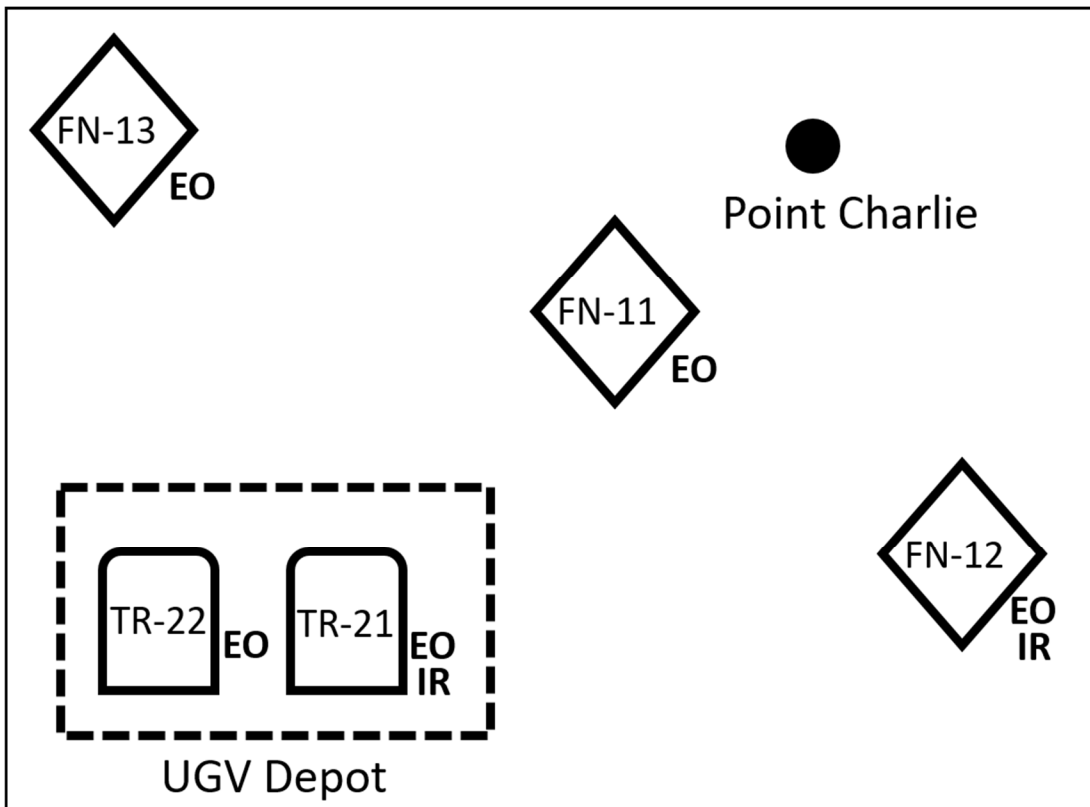 FN-13
EO
Point Charlie
FN-11
EO
FN-12
EO
IR
TR-22
EO
TR-21
EO
IR
UGV Depot